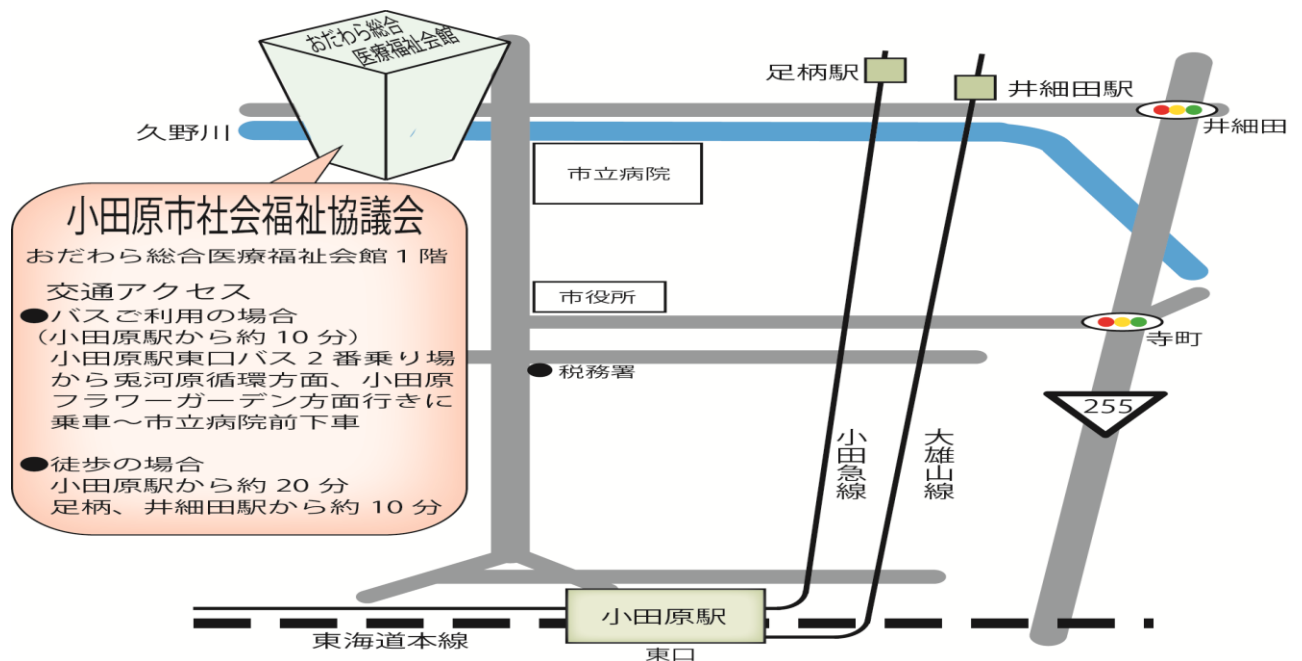 おだわら総合
医療福祉会館
足柄駅
井細田駅
久野川
井細田
市立病院
小田原市社会福祉協議会
おだわら総合医療福祉会館1階
交通アクセス
●バスご利用の場合
(小田原駅から約10分)
小田原駅東口バス2番乗り場
から兎河原循環方面、小田原
フラワーガーデン方面行きに
乗車~市立病院前下車
●徒歩の場合
小田原駅から約20分
足柄、井細田駅から約10分
市役所
寺町
税務署
255
小田急線
大雄山線
小田原駅
東海道本線
東口